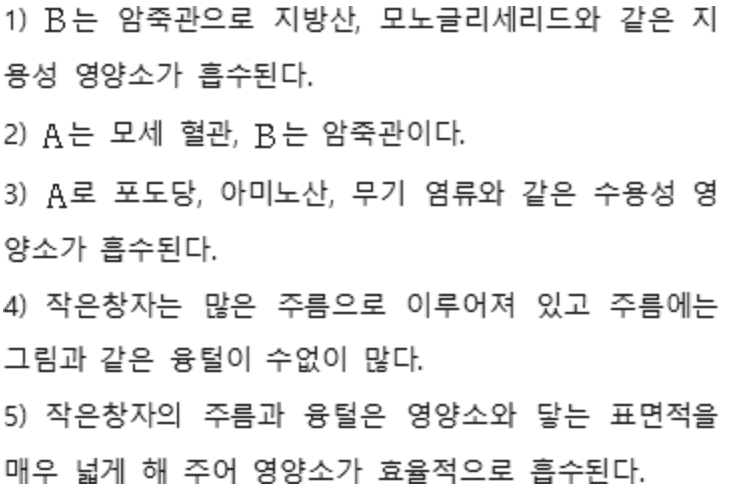 1) B는 암죽관으로 지방산, 모노글리세리드와 같은 지
용성 영양소가 흡수된다.
2) A는 모세 혈관, B는 암죽관이다.
3) A로 포도당, 아미노산, 무기 염류와 같은 수용성 영
양소가 흡수된다.
4) 작은창자는 많은 주름으로 이루어져 있고 주름에는
그림과 같은 융털이 수없이 많다.
5) 작은창자의 주름과 융털은 영양소와 닿는 표면적을
매우 넓게 해 주어 영양소가 효율적으로 흡수된다.